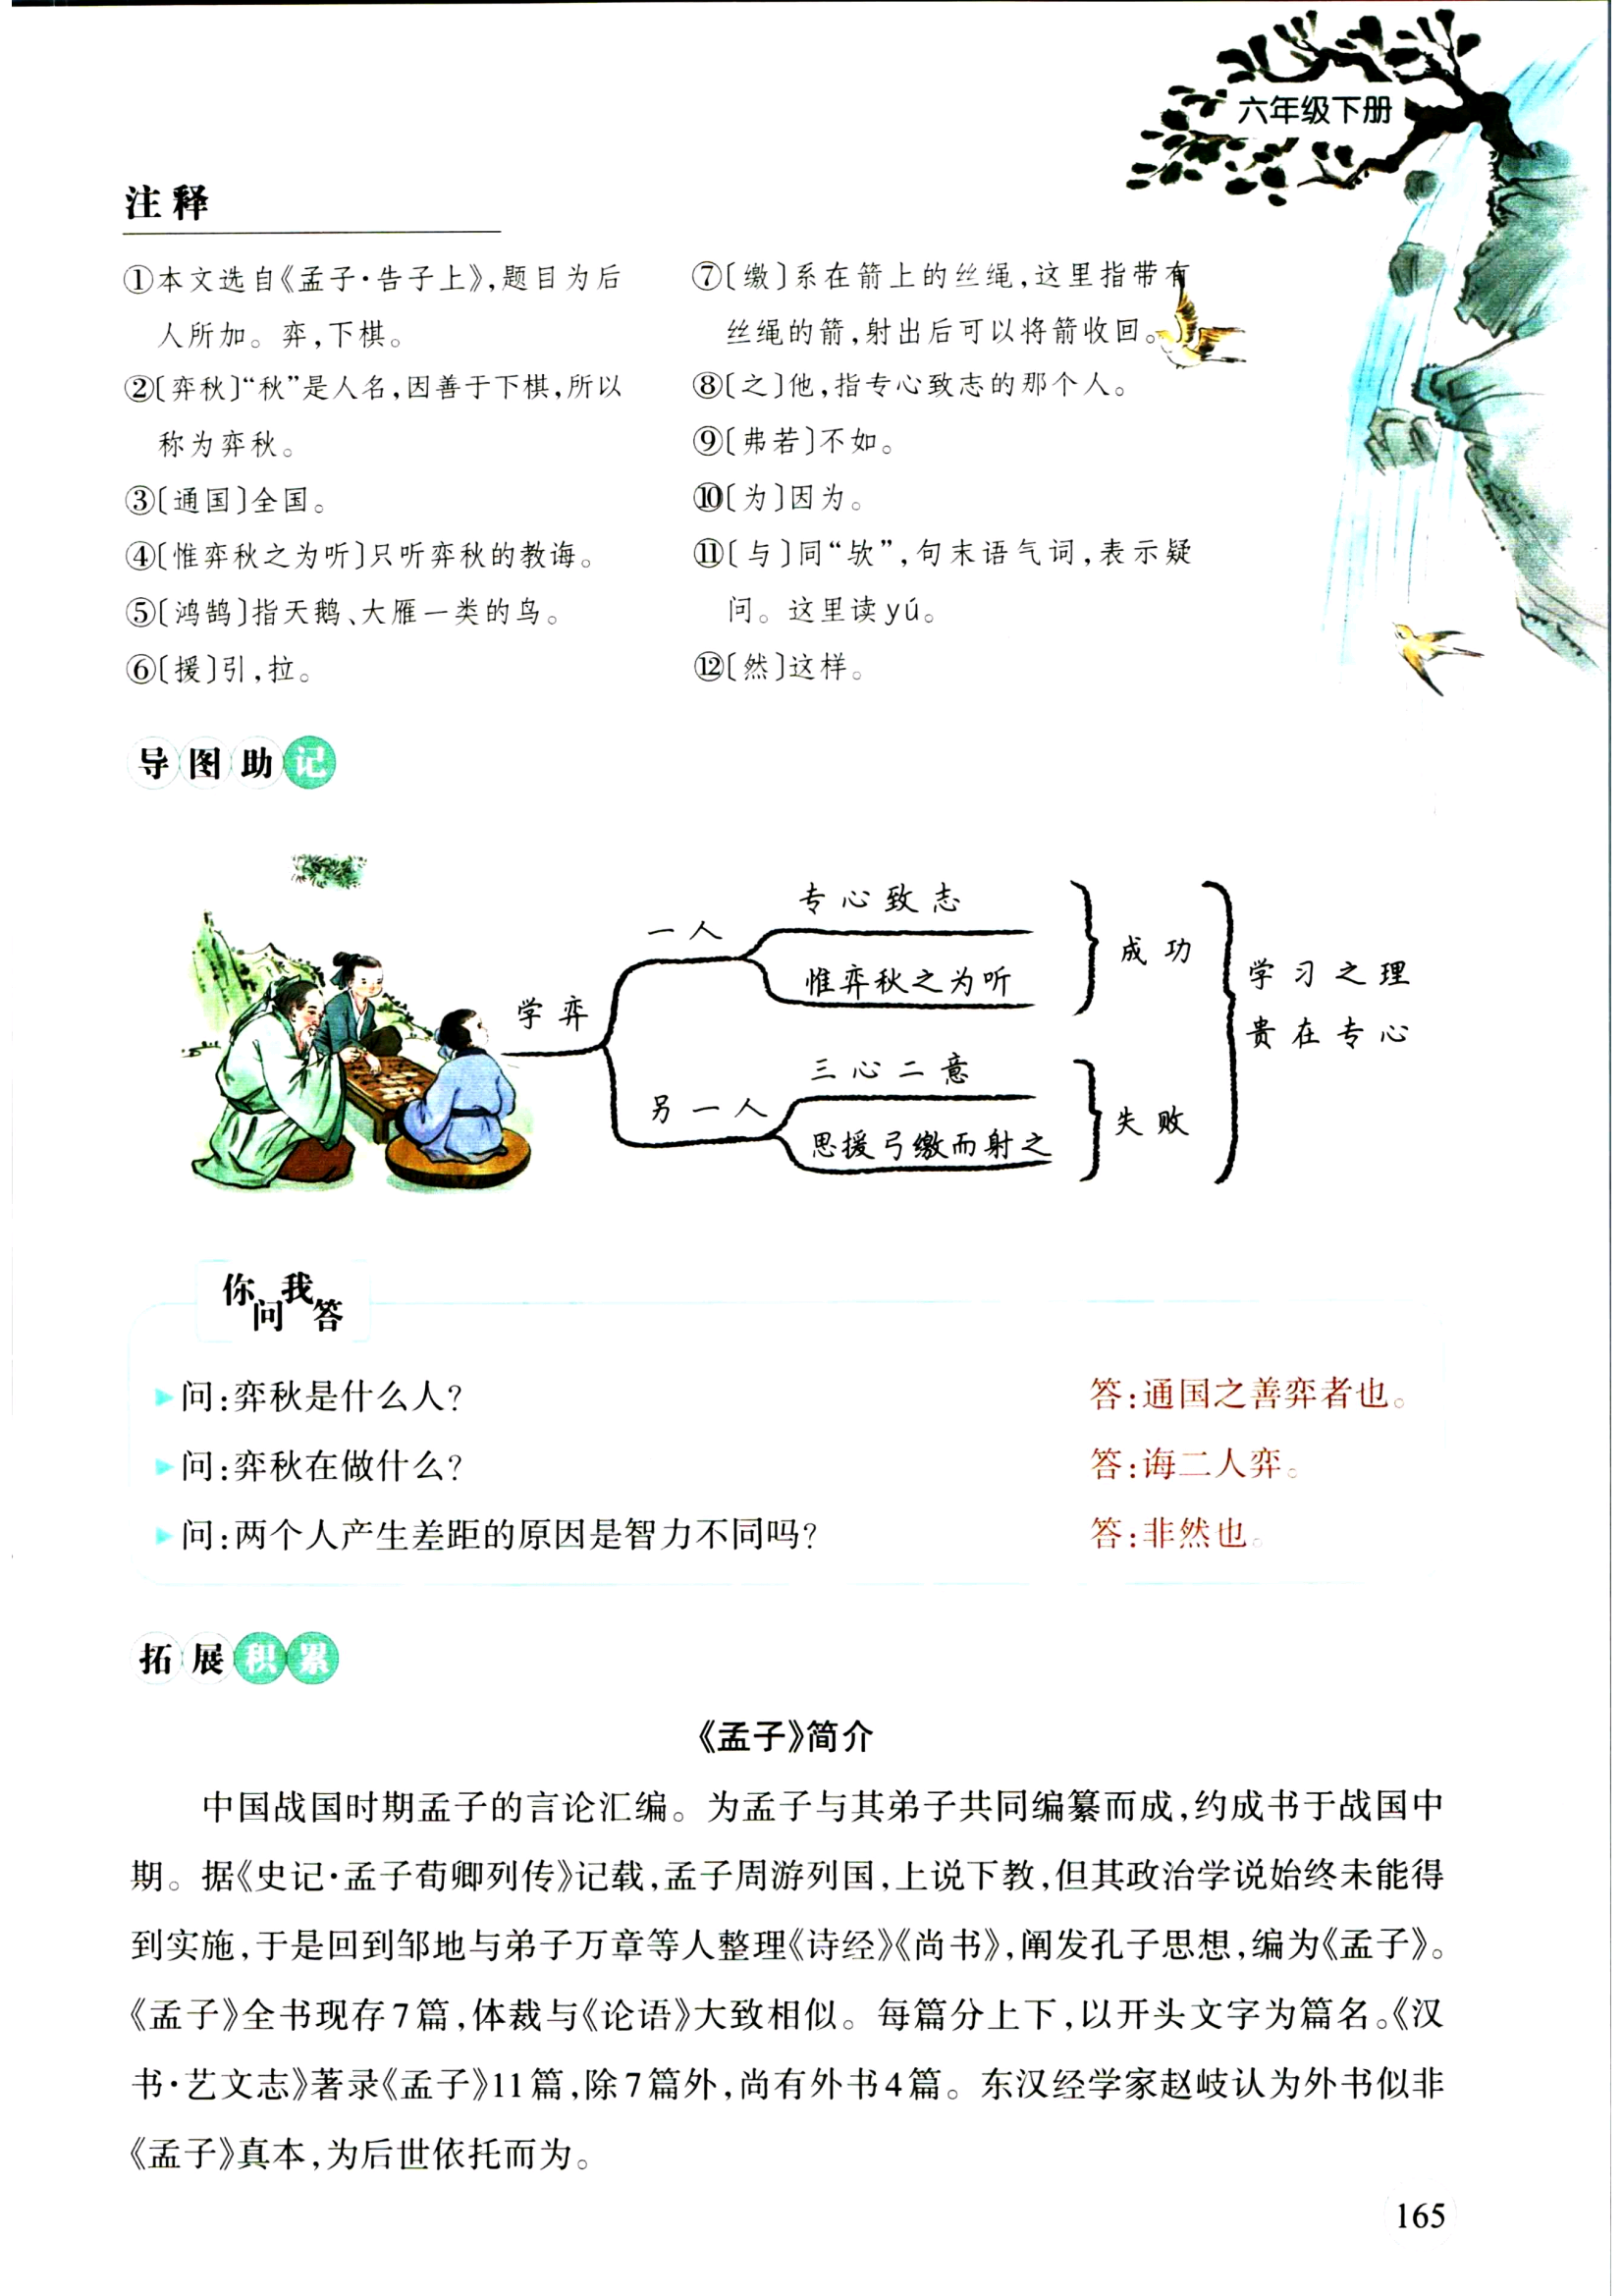 六年级下册
注释
①本文选自《孟子·告子上》,题目为后
人所加。弈,下棋。
②〔弈秋〕“秋”是人名,因善于下棋,所以
称为弈秋。
③〔通国〕全国。
④〔惟弈秋之为听〕只听弈秋的教诲。
⑤〔鸿鹄〕指天鹅、大雁一类的鸟。
⑥〔援〕引,拉。
⑦〔缴〕系在箭上的丝绳,这里指带有
丝绳的箭,射出后可以将箭收回。
⑧〔之〕他,指专心致志的那个人。
⑨〔弗若〕不如。
⑩〔为〕因为。
⑪〔与〕同“欤”,句末语气词,表示疑
问。这里读yú。
⑫〔然〕这样。
导图助记
学弈
一人
专心致志
惟弈秋之为听
成功
另一人
三心二意
思援弓缴而射之
失败
学习之理
贵在专心
你问我答
问:弈秋是什么人?
答:通国之善弈者也。
问:弈秋在做什么?
答:诲二人弈。
问:两个人产生差距的原因是智力不同吗?
答:非然也。
拓展积累
《孟子》简介
中国战国时期孟子的言论汇编。为孟子与其弟子共同编纂而成,约成书于战国中
期。据《史记·孟子荀卿列传》记载,孟子周游列国,上说下教,但其政治学说始终未能得
到实施,于是回到邹地与弟子万章等人整理《诗经》《尚书》,阐发孔子思想,编为《孟子》。
《孟子》全书现存7篇,体裁与《论语》大致相似。每篇分上下,以开头文字为篇名。《汉
书·艺文志》著录《孟子》11篇,除7篇外,尚有外书4篇。东汉经学家赵岐认为外书似非
《孟子》真本,为后世依托而为。
165